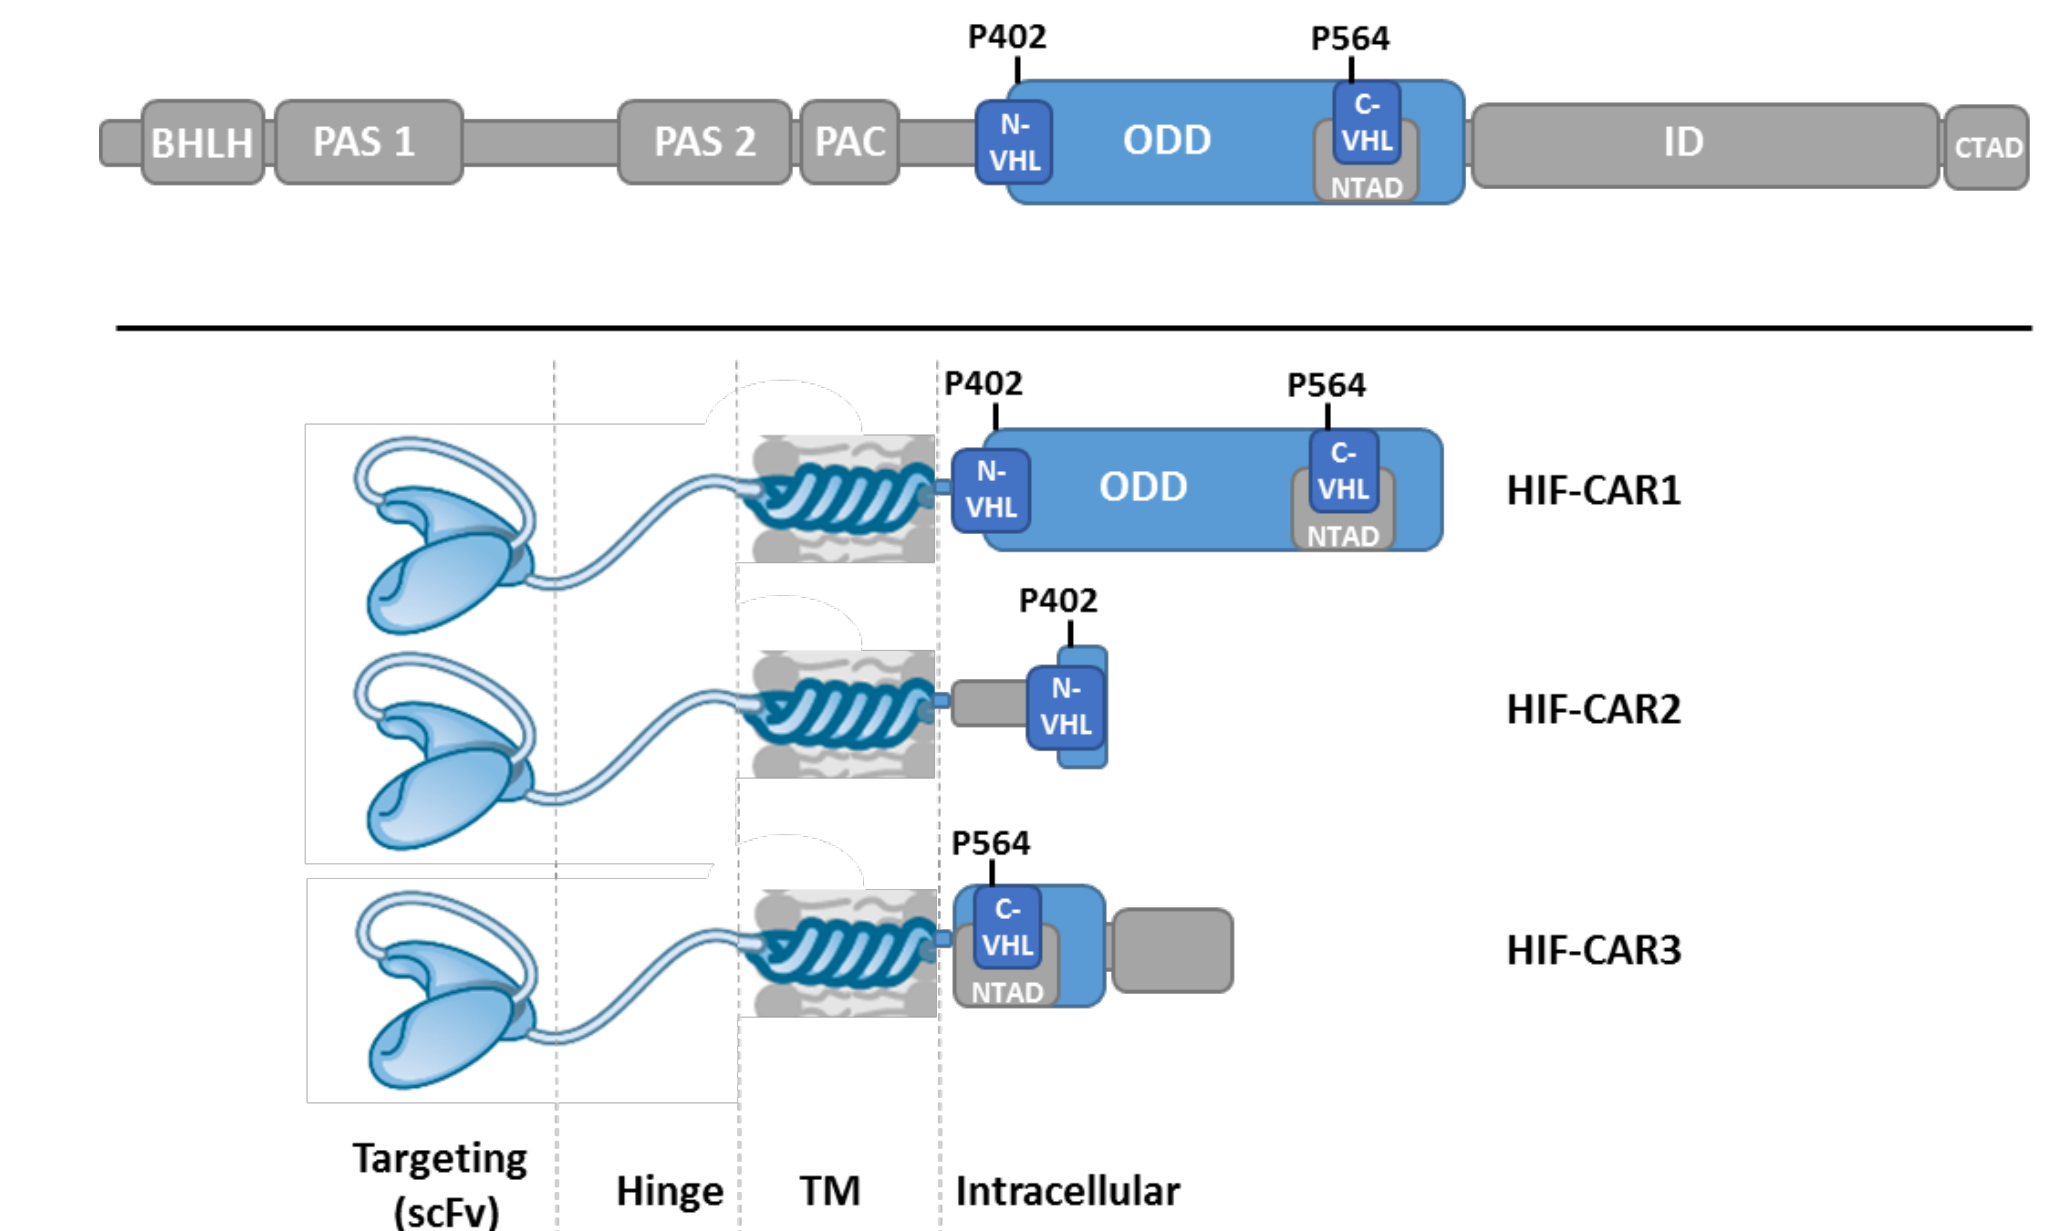 P402 P564
BHLH PAS 1 PAS 2 PAC N-
VHL ODD C-
VHL NTAD ID CTAD
P402 P564
N-
VHL ODD C-
VHL NTAD HIF-CAR1
P402
N-
VHL HIF-CAR2
P564
C-
VHL NTAD HIF-CAR3
Targeting
(scFv) Hinge TM Intracellular